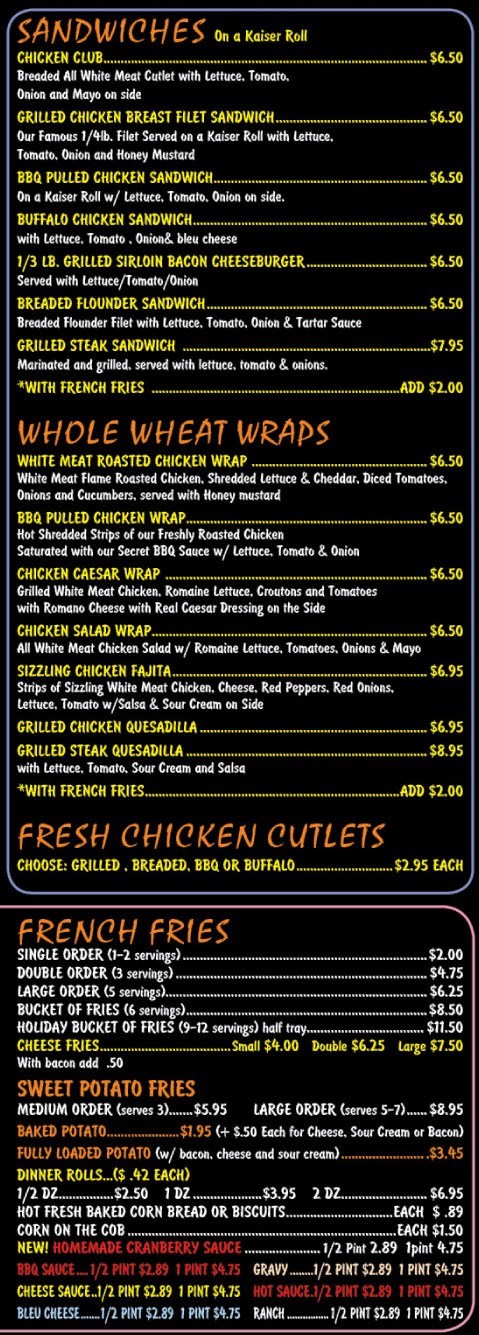 SANDWICHES On a Kaiser Roll
CHICKEN CLUB........ $6.50
Breaded All White Meat Cutlet with Lettuce, Tomato,
Onion and Mayo on side
GRILLED CHICKEN BREAST FILET SANDWICH........ $6.50
Our Famous 1/4lb. Filet Served on a Kaiser Roll with Lettuce,
Tomato, Onion and Honey Mustard
BBQ PULLED CHICKEN SANDWICH........ $6.50
On a Kaiser Roll w/ Lettuce, Tomato, Onion on side.
BUFFALO CHICKEN SANDWICH........ $6.50
with Lettuce, Tomato , Onion& bleu cheese
1/3 LB. GRILLED SIRLOIN BACON CHEESEBURGER........ $6.50
Served with Lettuce/Tomato/Onion
BREADED FLOUNDER SANDWICH........ $6.50
Breaded Flounder Filet with Lettuce, Tomato, Onion & Tartar Sauce
GRILLED STEAK SANDWICH ........$7.95
Marinated and grilled, served with lettuce, tomato & onions.
*WITH FRENCH FRIES ........ADD $2.00
WHOLE WHEAT WRAPS
WHITE MEAT ROASTED CHICKEN WRAP ........ $6.50
White Meat Flame Roasted Chicken, Shredded Lettuce & Cheddar, Diced Tomatoes,
Onions and Cucumbers, served with Honey mustard
BBQ PULLED CHICKEN WRAP........ $6.50
Hot Shredded Strips of our Freshly Roasted Chicken
Saturated with our Secret BBQ Sauce w/ Lettuce, Tomato & Onion
CHICKEN CAESAR WRAP ........ $6.50
Grilled White Meat Chicken, Romaine Lettuce, Croutons and Tomatoes
with Romano Cheese with Real Caesar Dressing on the Side
CHICKEN SALAD WRAP........ $6.50
All White Meat Chicken Salad w/ Romaine Lettuce, Tomatoes, Onions & Mayo
SIZZLING CHICKEN FAJITA........ $6.95
Strips of Sizzling White Meat Chicken, Cheese, Red Peppers, Red Onions,
Lettuce, Tomato w/Salsa & Sour Cream on Side
GRILLED CHICKEN QUESADILLA ........ $6.95
GRILLED STEAK QUESADILLA ........ $8.95
with Lettuce, Tomato, Sour Cream and Salsa
*WITH FRENCH FRIES........ADD $2.00
FRESH CHICKEN CUTLETS
CHOOSE: GRILLED , BREADED, BBQ OR BUFFALO........ $2.95 EACH
FRENCH FRIES
SINGLE ORDER (1-2 servings)........ $2.00
DOUBLE ORDER (3 servings)........ $4.75
LARGE ORDER (5 servings)........ $6.25
BUCKET OF FRIES (6 servings)........ $8.50
HOLIDAY BUCKET OF FRIES (9-12 servings) half tray........ $11.50
CHEESE FRIES........Small $4.00 Double $6.25 Large $7.50
With bacon add .50
SWEET POTATO FRIES
MEDIUM ORDER (serves 3).......$5.95 LARGE ORDER (serves 5-7)...... $8.95
BAKED POTATO........$1.95 (+ $.50 Each for Cheese, Sour Cream or Bacon)
FULLY LOADED POTATO (w/ bacon, cheese and sour cream)........$3.45
DINNER ROLLS...($ .42 EACH)
1/2 DZ........$2.50 1 DZ ........$3.95 2 DZ........ $6.95
HOT FRESH BAKED CORN BREAD OR BISCUITS........EACH $ .89
CORN ON THE COB ........EACH $1.50
NEW! HOMEMADE CRANBERRY SAUCE ........ 1/2 Pint 2.89 1pint 4.75
BBQ SAUCE.... 1/2 PINT $2.89 1 PINT $4.75 GRAVY ........1/2 PINT $2.89 1 PINT $4.75
CHEESE SAUCE..1/2 PINT $2.89 1 PINT $4.75 HOT SAUCE.1/2 PINT $2.89 1 PINT $4.75
BLEU CHEESE.......1/2 PINT $2.89 1 PINT $4.75 RANCH ........1/2 PINT $2.89 1 PINT $4.75